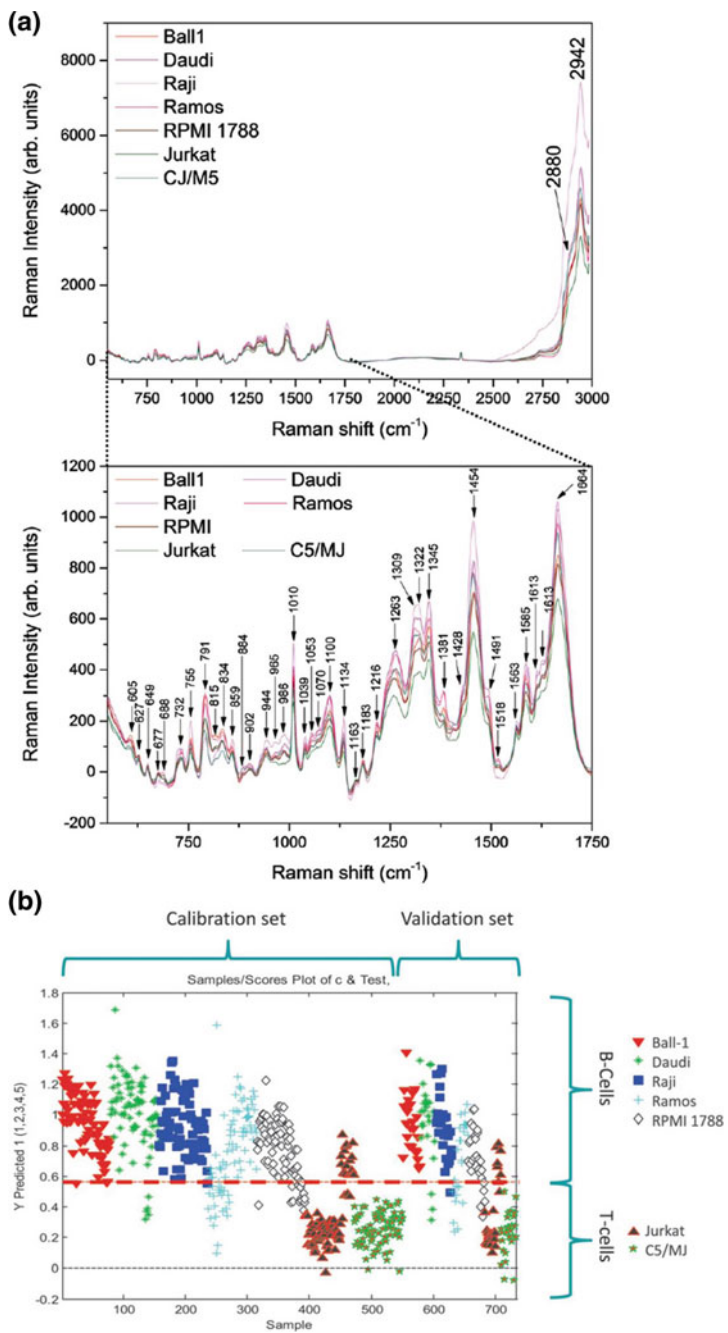 (a)
Ball1
Daudi
Raji
Ramos
RPMI 1788
Jurkat
CJ/M5
2942
2880
8000
6000
4000
2000
0
Raman Intensity (arb. units)
750 1000 1250 1500 1750 2000 2250 2500 2750 3000
Raman shift (cm-1)
1200
1000
800
600
400
200
0
-200
Raman Intensity (arb. units)
Ball1 Daudi
Raji Ramos
RPMI
Jurkat C5/MJ
605
627
649
677
688
732
755
791
815
834
859
884
902
944
965
986
1010
1039
1053
1070
1100
1134
1163
1183
1216
1263
1309
1322
1345
1381
1428
1454
1491
1518
1563
1585
1613
1613
1664
750 1000 1250 1500 1750
Raman shift (cm-1)
(b)
Calibration set Validation set
Samples/Scores Plot of c & Test,
1.8
1.6
1.4
1.2
1
0.8
0.6
0.4
0.2
0
-0.2
Y Predicted 1 (1,2,3,4,5)
100 200 300 400 500 600 700
Sample
B-Cells
T-cells
Ball-1
Daudi
Raji
Ramos
RPMI 1788
Jurkat
C5/MJ